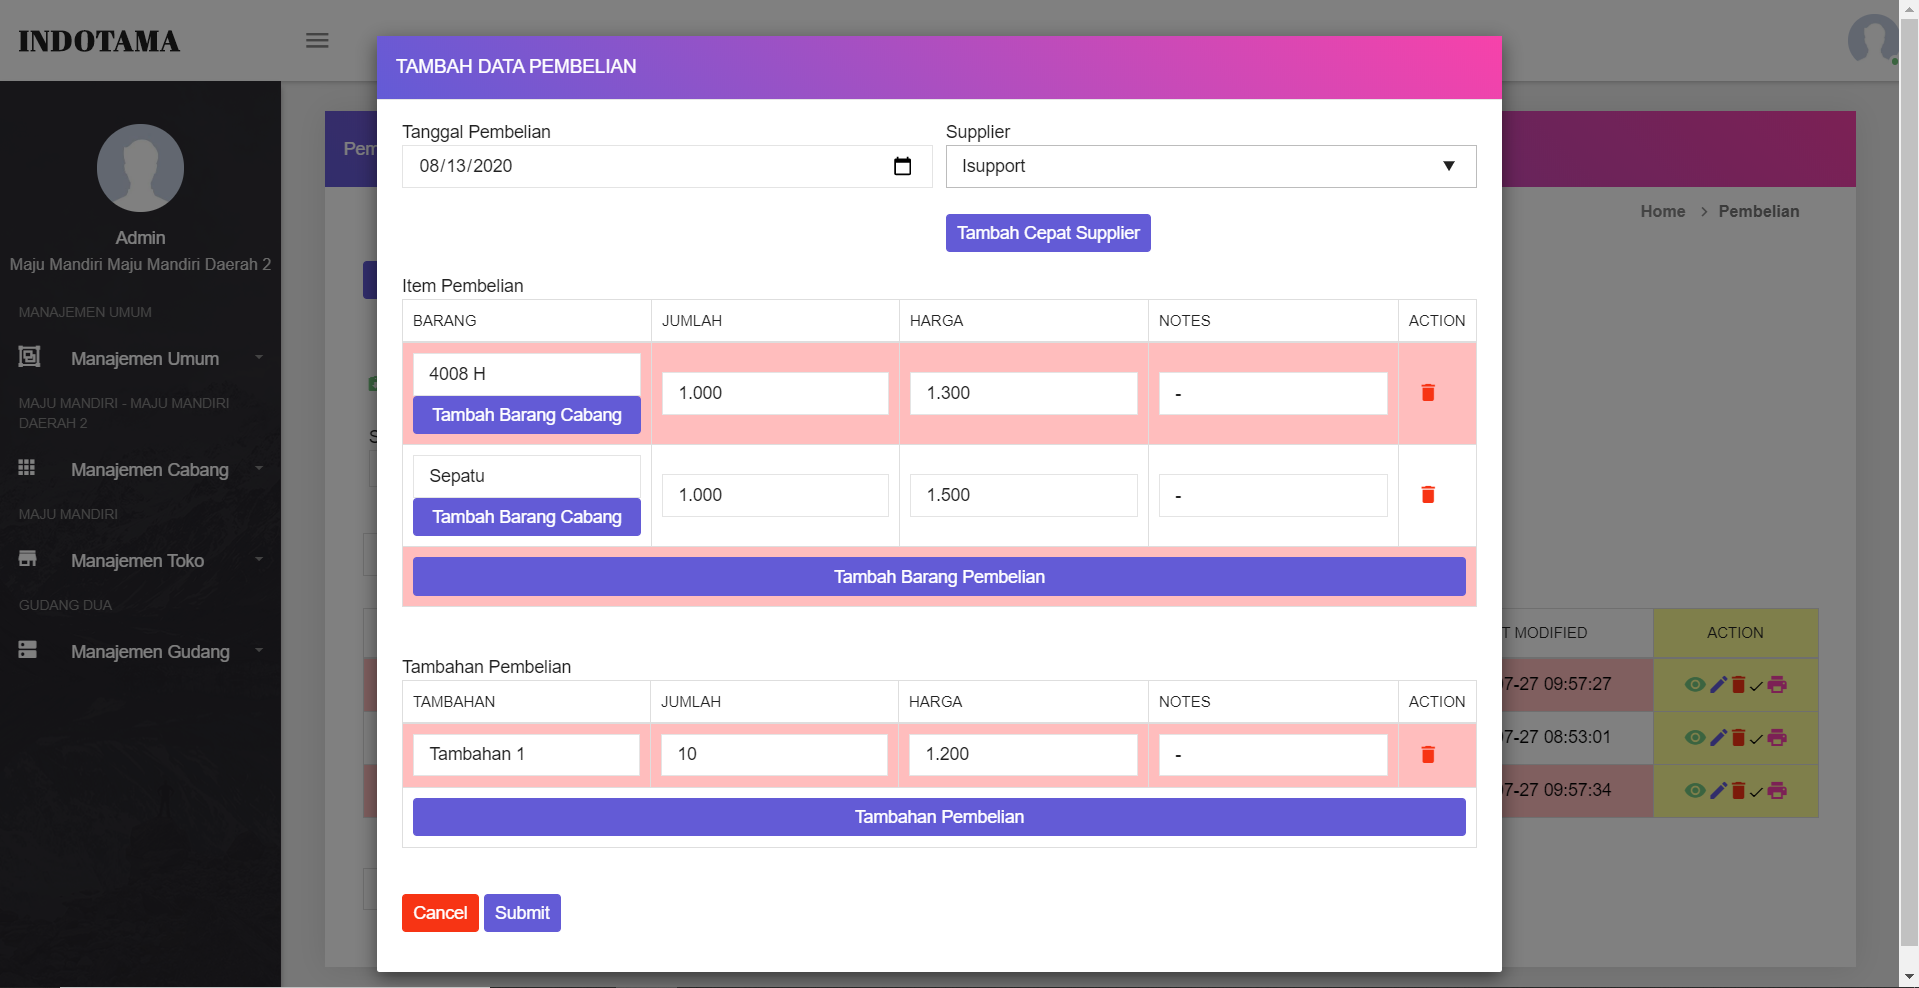 INDOTAMA
Admin
Maju Mandiri Maju Mandiri Daerah 2
MANAJEMEN UMUM
Manajemen Umum
MAJU MANDIRI - MAJU MANDIRI
DAERAH 2
Manajemen Cabang
MAJU MANDIRI
Manajemen Toko
GUDANG DUA
Manajemen Gudang
Pem
Home > Pembelian
TAMBAH DATA PEMBELIAN
Tanggal Pembelian
08/13/2020
Supplier
Isupport
Tambah Cepat Supplier
Item Pembelian
BARANG JUMLAH HARGA NOTES ACTION
4008 H
Tambah Barang Cabang
1.000 1.300 -
Sepatu
Tambah Barang Cabang
1.000 1.500 -
Tambah Barang Pembelian
Tambahan Pembelian
TAMBAHAN JUMLAH HARGA NOTES ACTION
Tambahan 1 10 1.200 -
Tambahan Pembelian
Cancel Submit
T MODIFIED ACTION
7-27 09:57:27
7-27 08:53:01
7-27 09:57:34